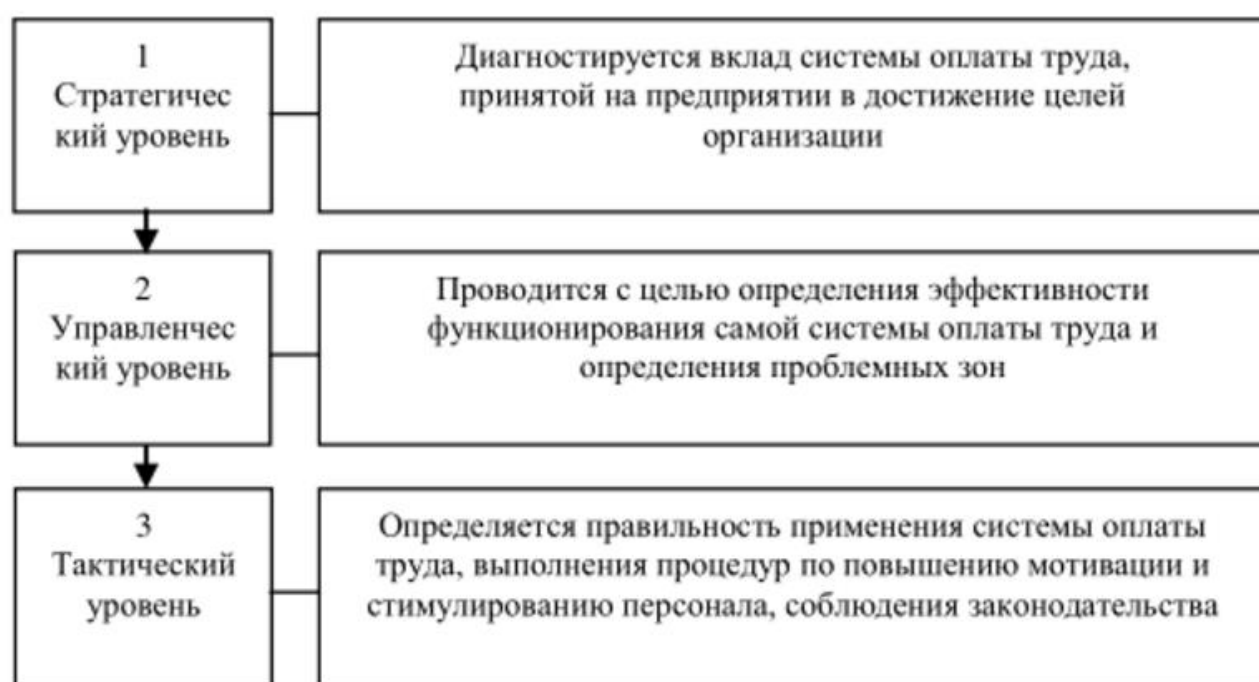 1
Стратегичес
кий уровень
Диагностируется вклад системы оплаты труда,
принятой на предприятии в достижение целей
организации
2
Управленчес
кий уровень
Проводится с целью определения эффективности
функционирования самой системы оплаты труда и
определения проблемных зон
3
Тактический
уровень
Определяется правильность применения системы оплаты
труда, выполнения процедур по повышению мотивации и
стимулированию персонала, соблюдения законодательства